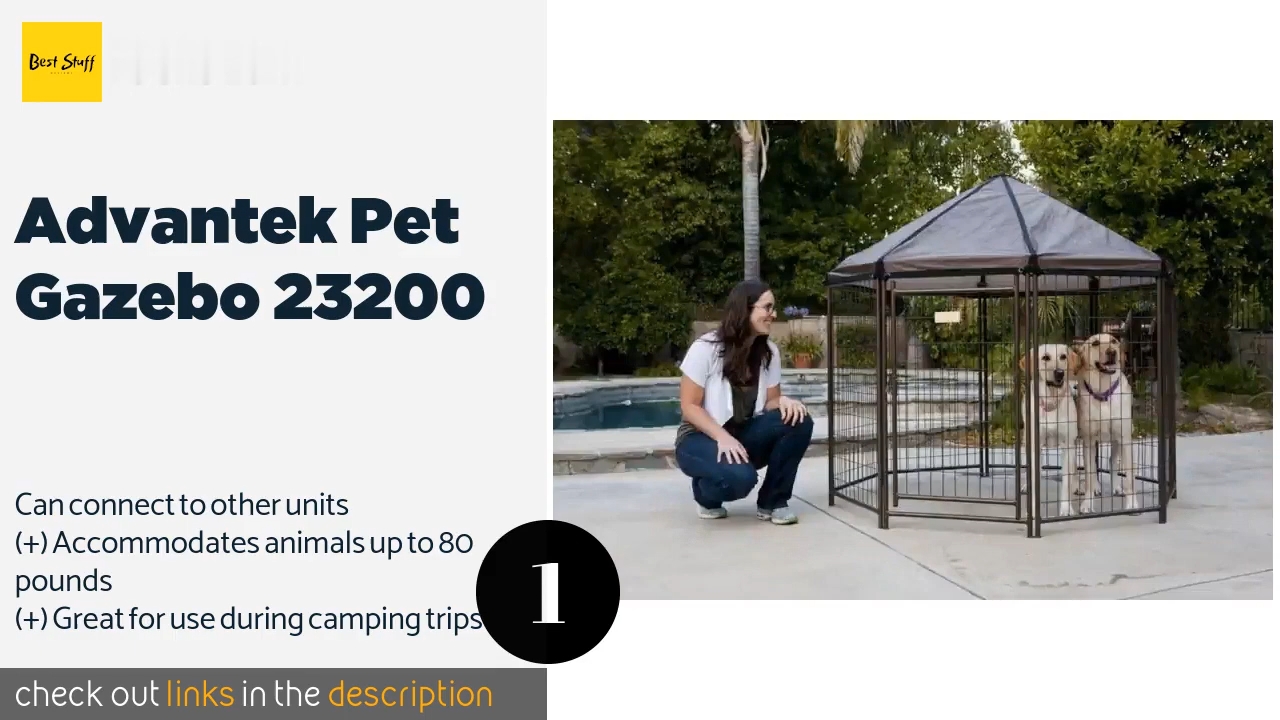 Best Stuff
Advantek Pet
Gazebo 23200
Can connect to other units
(+) Accommodates animals up to 80
pounds
(+) Great for use during camping trips
1
check out links in the description